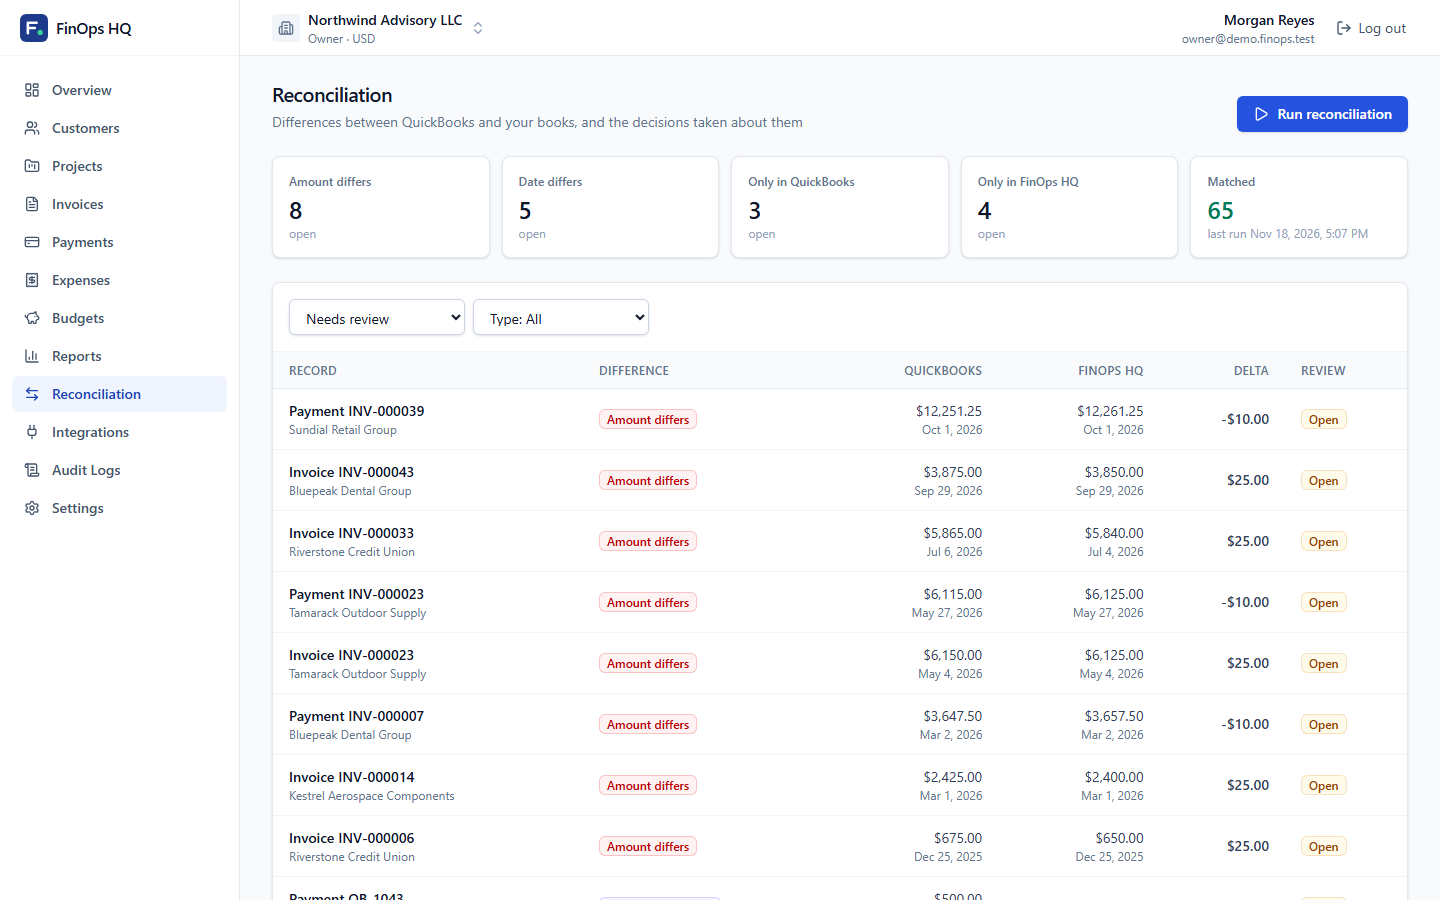 FinOps HQ
Overview
Customers
Projects
Invoices
Payments
Expenses
Budgets
Reports
Reconciliation
Integrations
Audit Logs
Settings
Northwind Advisory LLC
Owner · USD
Morgan Reyes
owner@demo.finops.test
Log out
Reconciliation
Differences between QuickBooks and your books, and the decisions taken about them
Run reconciliation
Amount differs
8
open
Date differs
5
open
Only in QuickBooks
3
open
Only in FinOps HQ
4
open
Matched
65
last run Nov 18, 2026, 5:07 PM
Needs review
Type: All
RECORD DIFFERENCE QUICKBOOKS FINOPS HQ DELTA REVIEW
Payment INV-000039 Amount differs $12,251.25 $12,261.25 -$10.00 Open
Sundial Retail Group Oct 1, 2026 Oct 1, 2026
Invoice INV-000043 Amount differs $3,875.00 $3,850.00 $25.00 Open
Bluepeak Dental Group Sep 29, 2026 Sep 29, 2026
Invoice INV-000033 Amount differs $5,865.00 $5,840.00 $25.00 Open
Riverstone Credit Union Jul 6, 2026 Jul 4, 2026
Payment INV-000023 Amount differs $6,115.00 $6,125.00 -$10.00 Open
Tamarack Outdoor Supply May 27, 2026 May 27, 2026
Invoice INV-000023 Amount differs $6,150.00 $6,125.00 $25.00 Open
Tamarack Outdoor Supply May 4, 2026 May 4, 2026
Payment INV-000007 Amount differs $3,647.50 $3,657.50 -$10.00 Open
Bluepeak Dental Group Mar 2, 2026 Mar 2, 2026
Invoice INV-000014 Amount differs $2,425.00 $2,400.00 $25.00 Open
Kestrel Aerospace Components Mar 1, 2026 Mar 1, 2026
Invoice INV-000006 Amount differs $675.00 $650.00 $25.00 Open
Riverstone Credit Union Dec 25, 2025 Dec 25, 2025
Payment QB-1043 $500.00